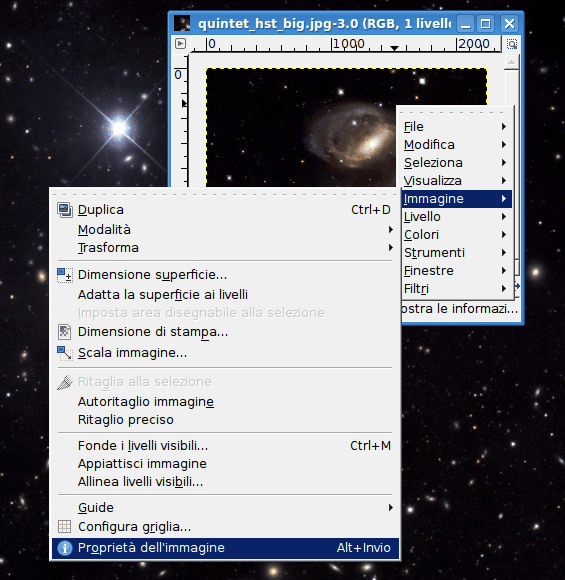 quintet_hst_big.jpg-3.0 (RGB, 1 livell
0 1000 2000
0
File
Modifica
Seleziona
Visualizza
Immagine
Livello
Colori
Strumenti
Finestre
Filtri
ostra le informazi...
Duplica Ctrl+D
Modalità
Trasforma
Dimensione superficie...
Adatta la superficie ai livelli
Imposta area disegnabile alla selezione
Dimensione di stampa...
Scala immagine...
Ritaglia alla selezione
Autoritaglio immagine
Ritaglio preciso
Fonde i livelli visibili... Ctrl+M
Appiattisci immagine
Allinea livelli visibili...
Guide
Configura griglia...
Proprietà dell'immagine Alt+Invio